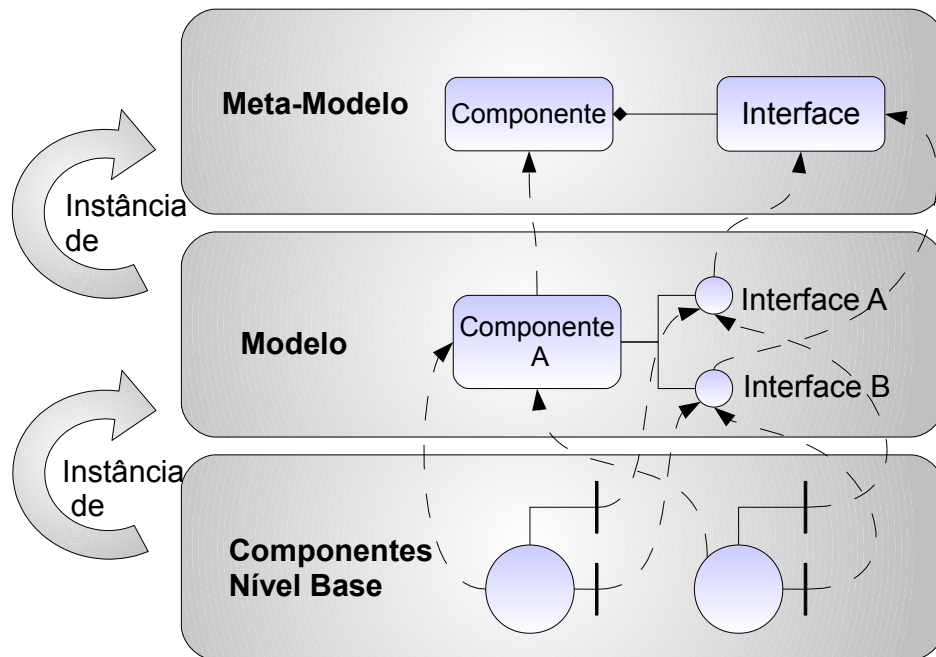 Meta-Modelo
Componente
Interface
Instância
de
Modelo
Componente
A
Interface A
Interface B
Instância
de
Componentes
Nível Base